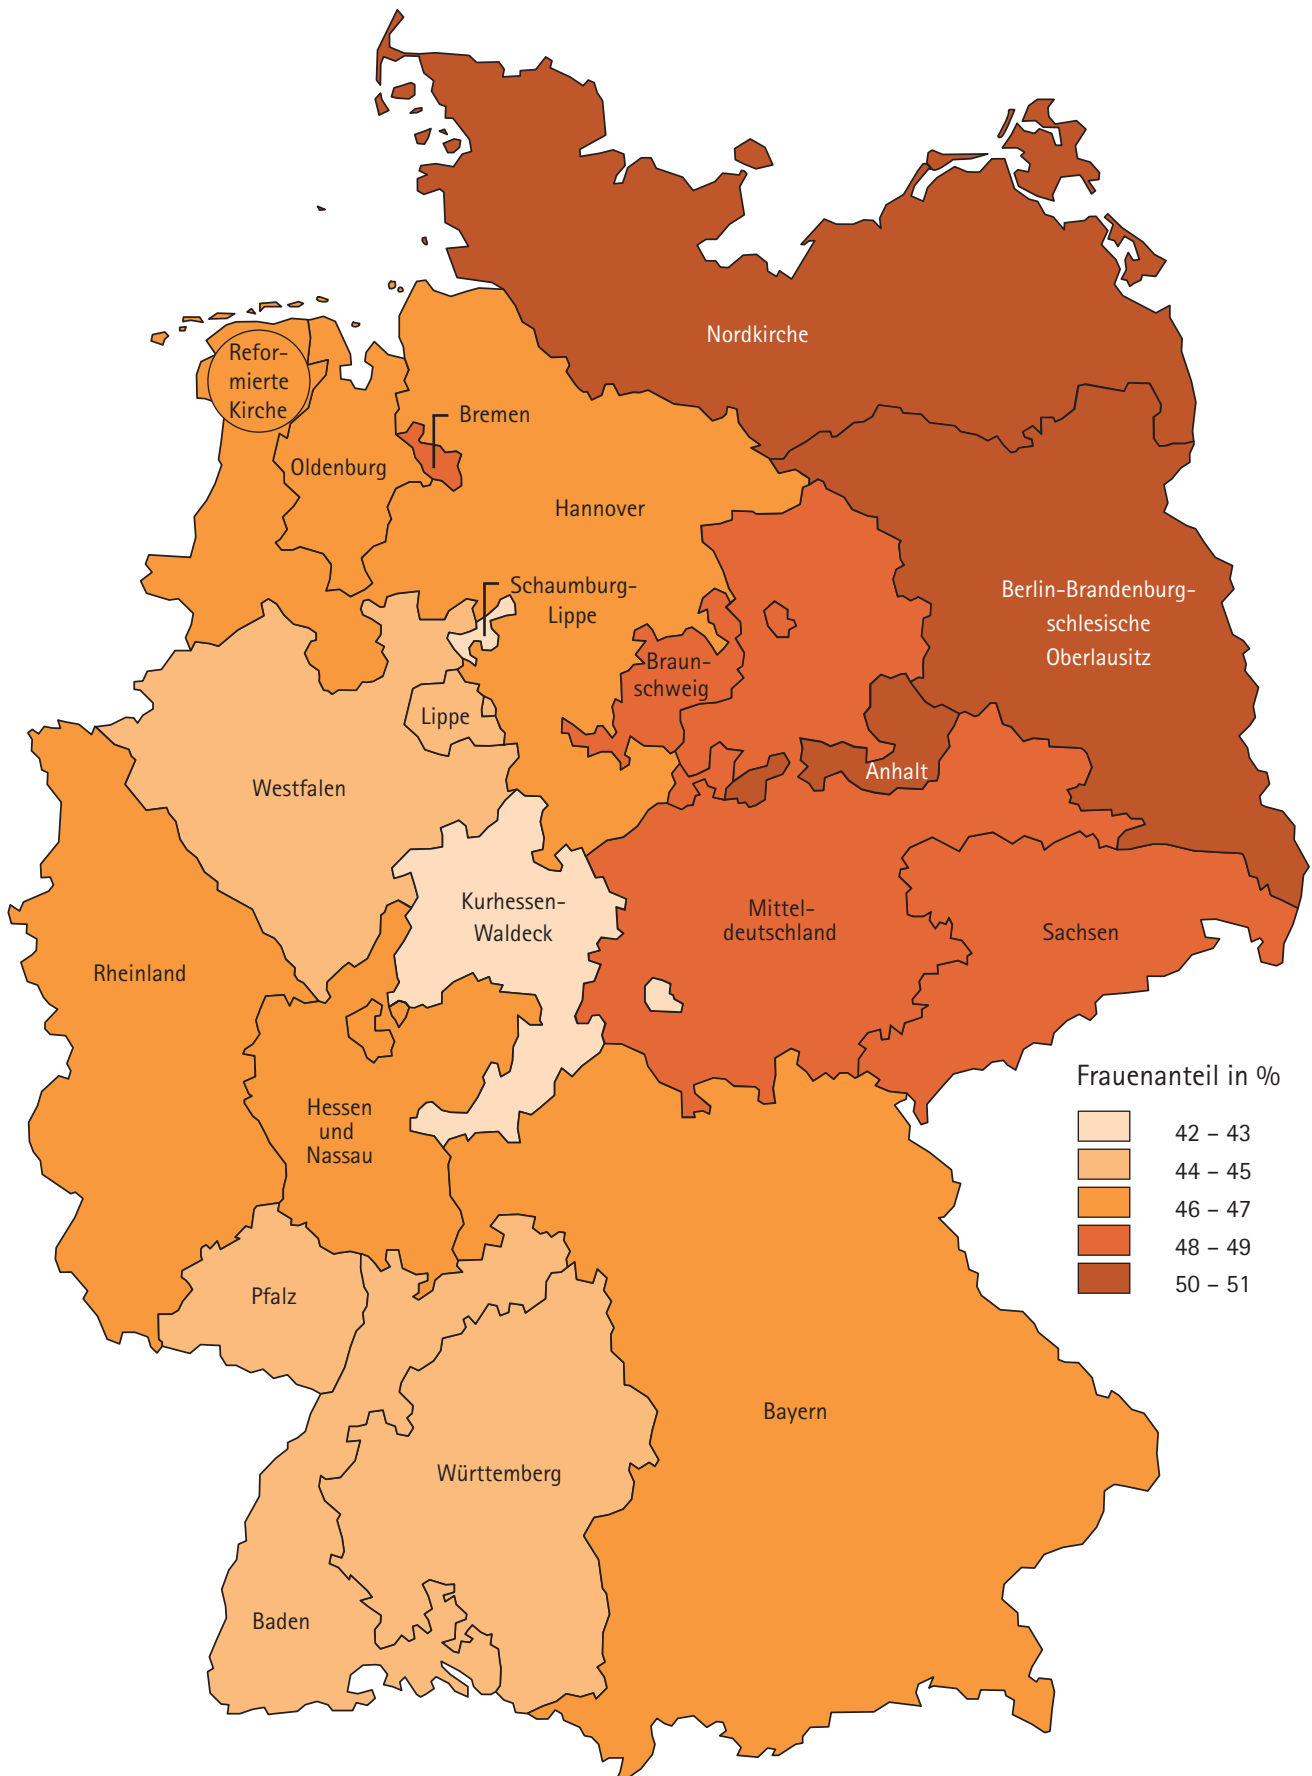 Nordkirche
Refor-
mierte
Kirche
Bremen
Oldenburg
Hannover
Schaumburg-
Lippe
Berlin-Brandenburg-
schlesische
Oberlausitz
Braun-
schweig
Lippe
Anhalt
Westfalen
Kurhessen-
Waldeck
Mittel-
deutschland
Sachsen
Rheinland
Frauenanteil in %
42 – 43
44 – 45
46 – 47
48 – 49
50 – 51
Hessen
und
Nassau
Pfalz
Bayern
Württemberg
Baden